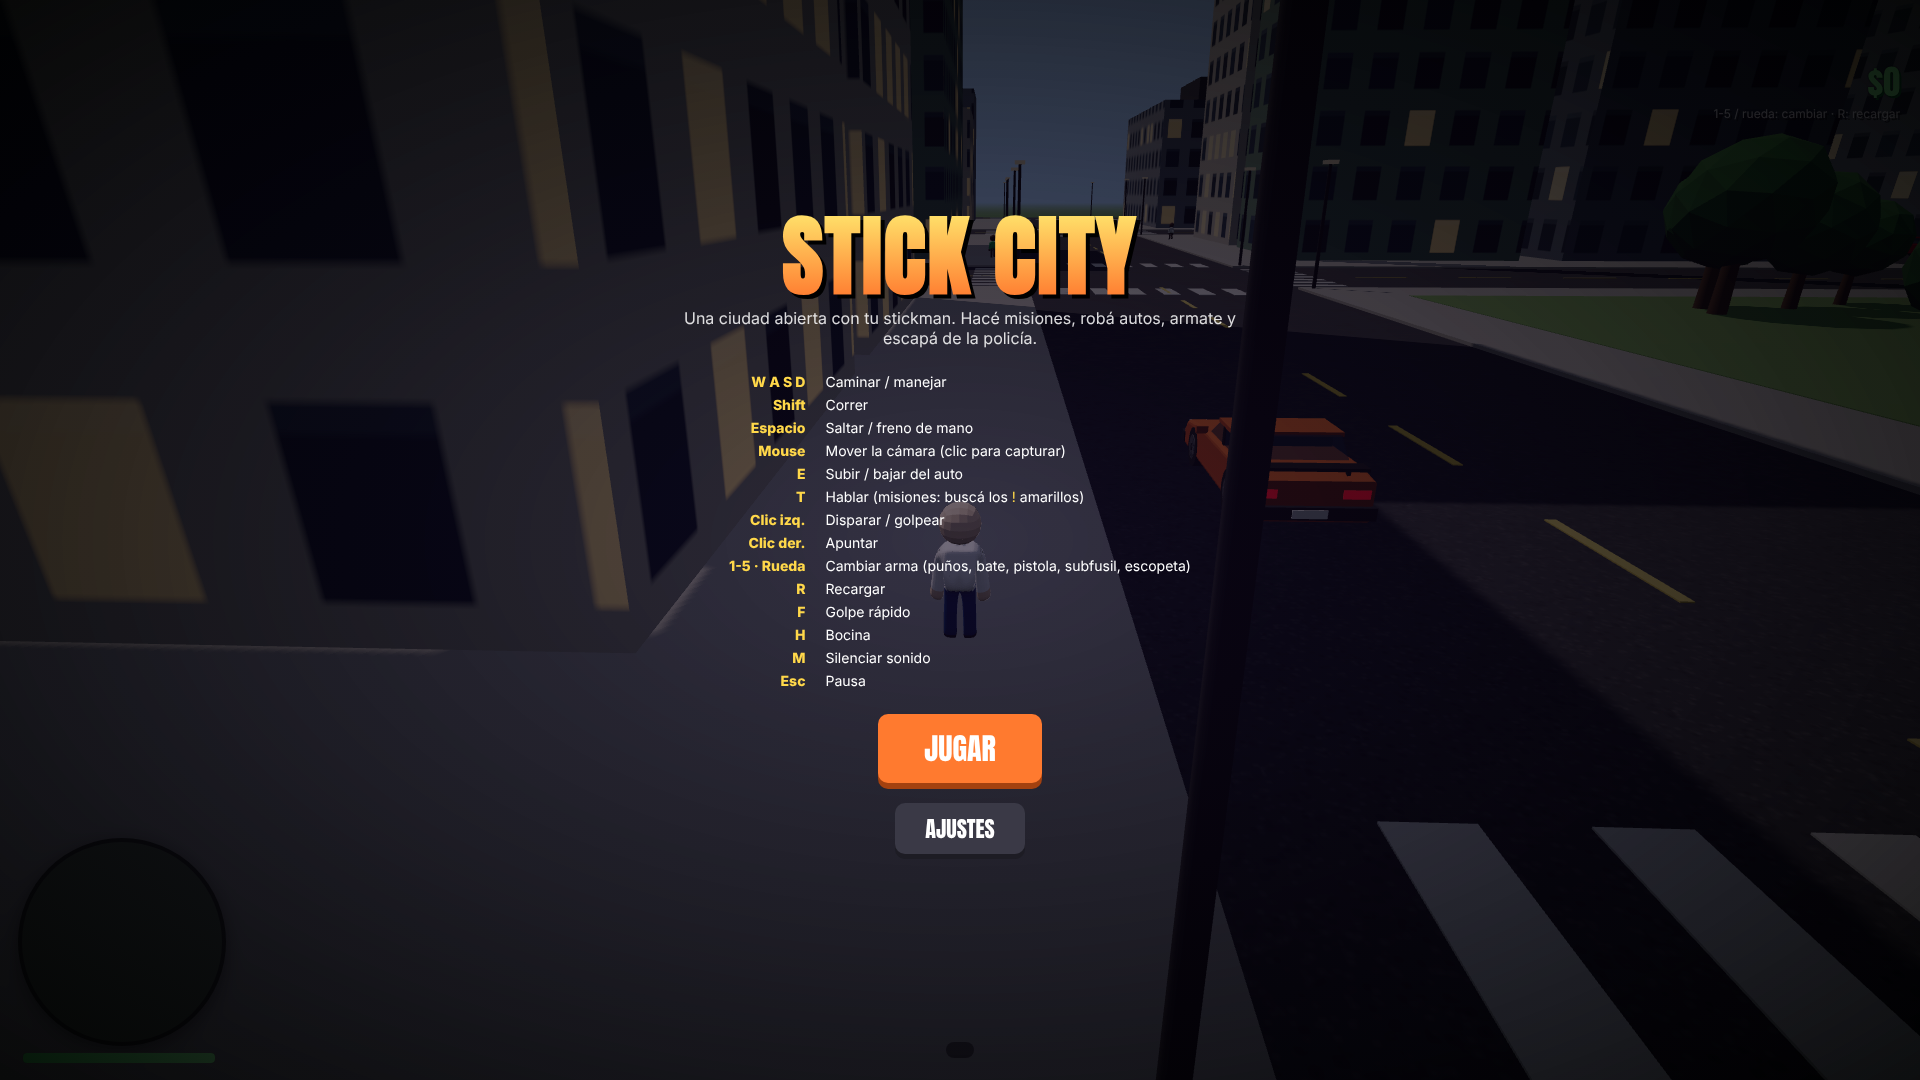 $0
1-5 / rueda: cambiar · R: recargar
STICK CITY
Una ciudad abierta con tu stickman. Hacé misiones, robá autos, armate y
escapá de la policía.
W A S D Caminar / manejar
Shift Correr
Espacio Saltar / freno de mano
Mouse Mover la cámara (clic para capturar)
E Subir / bajar del auto
T Hablar (misiones: buscá los ! amarillos)
Clic izq. Disparar / golpear
Clic der. Apuntar
1-5 · Rueda Cambiar arma (puños, bate, pistola, subfusil, escopeta)
R Recargar
F Golpe rápido
H Bocina
M Silenciar sonido
Esc Pausa
JUGAR
AJUSTES